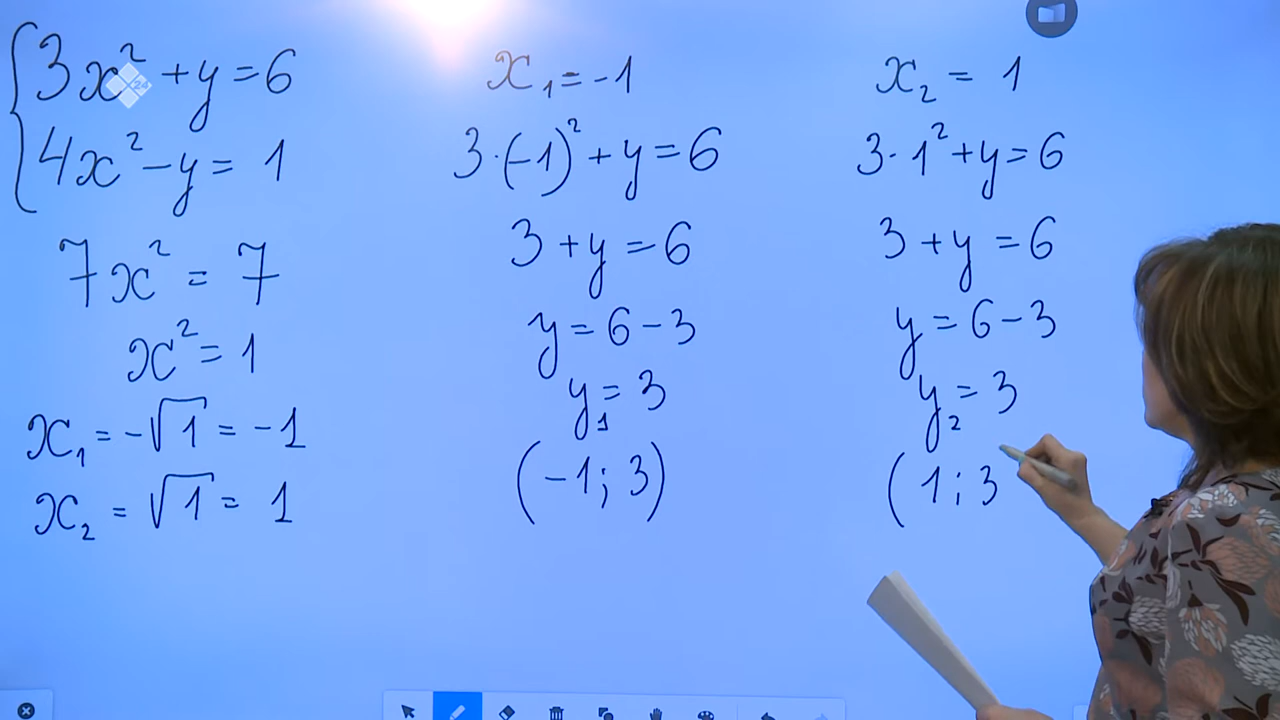 3x² + y = 6
4x² - y = 1
7x² = 7
x² = 1
x₁ = -√1 = -1
x₂ = √1 = 1
x₁ = -1
3·(-1)² + y = 6
3 + y = 6
y = 6 - 3
y₁ = 3
(-1; 3)
x₂ = 1
3·1² + y = 6
3 + y = 6
y = 6 - 3
y₂ = 3
(1; 3
24